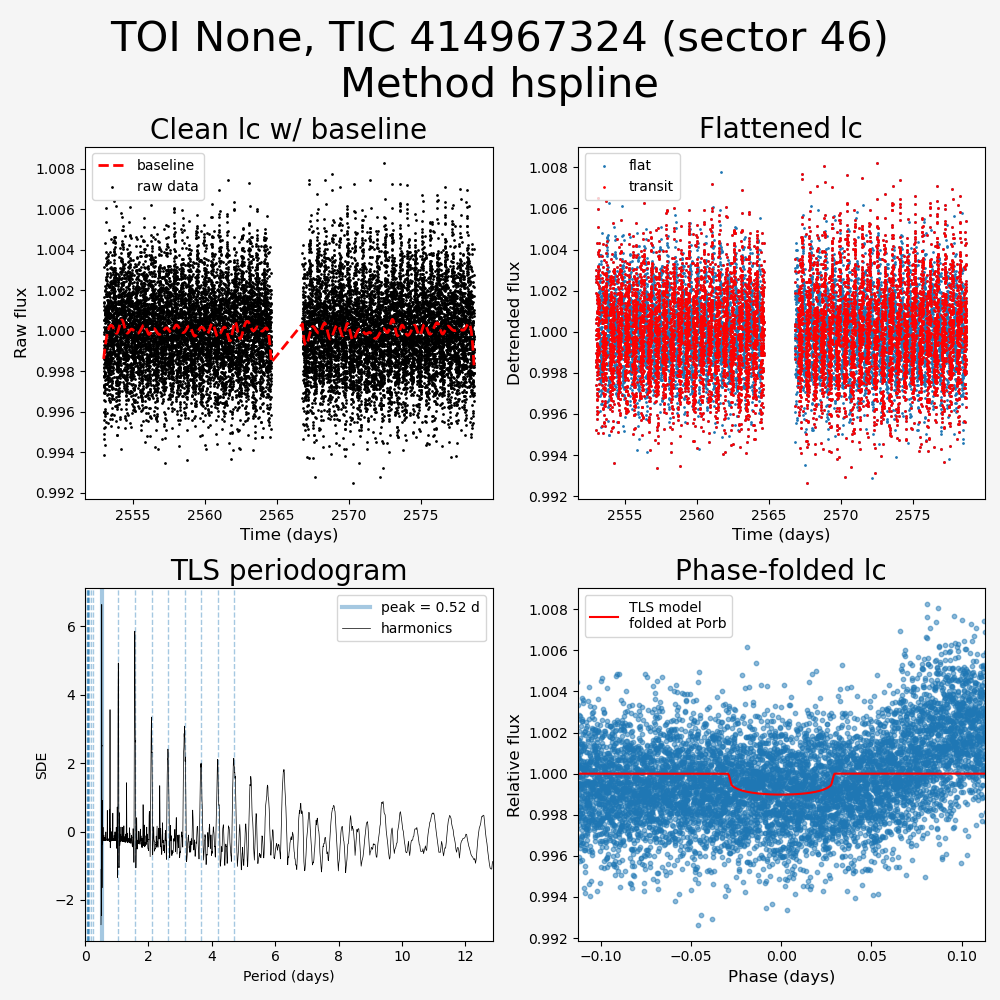 TOI None, TIC 414967324 (sector 46)
Method hspline
Clean lc w/ baseline
baseline
raw data
1.008
1.006
1.004
1.002
1.000
0.998
0.996
0.994
0.992
Raw flux
2555 2560 2565 2570 2575
Time (days)
Flattened lc
flat
transit
1.008
1.006
1.004
1.002
1.000
0.998
0.996
0.994
0.992
Detrended flux
2555 2560 2565 2570 2575
Time (days)
TLS periodogram
peak = 0.52 d
harmonics
6
4
2
0
−2
SDE
0 2 4 6 8 10 12
Period (days)
Phase-folded lc
TLS model
folded at Porb
1.008
1.006
1.004
1.002
1.000
0.998
0.996
0.994
0.992
Relative flux
−0.10 −0.05 0.00 0.05 0.10
Phase (days)